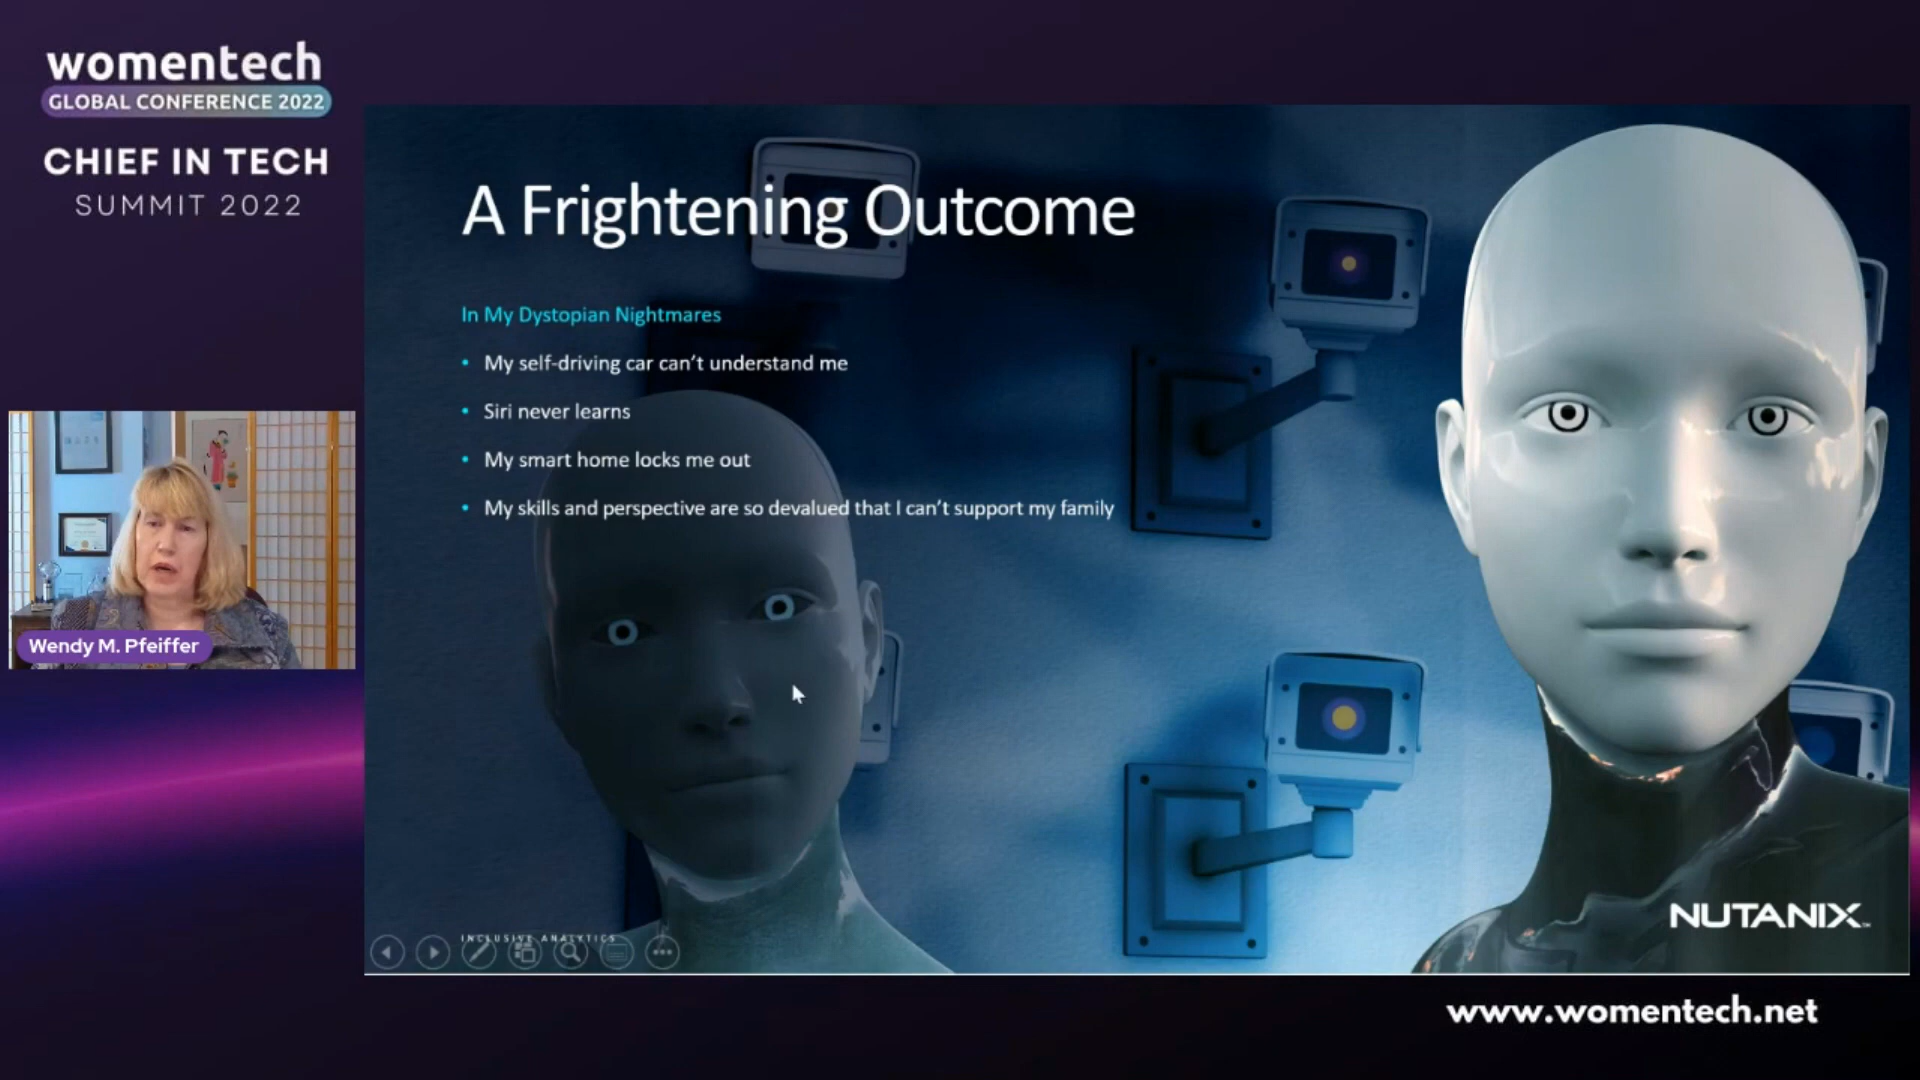 womentech
GLOBAL CONFERENCE 2022
CHIEF IN TECH
SUMMIT 2022
A Frightening Outcome
In My Dystopian Nightmares
• My self-driving car can't understand me
• Siri never learns
• My smart home locks me out
• My skills and perspective are so devalued that I can't support my family
Wendy M. Pfeiffer
NUTANIX
INCLUSIVE ANALYTICS
www.womentech.net